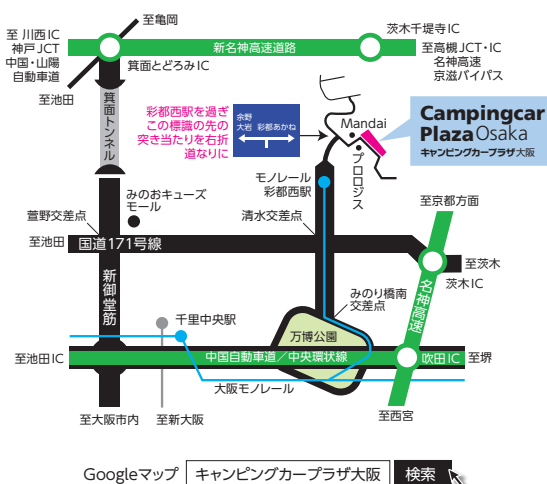 至亀岡
至 川西IC
神戸JCT
中国・山陽
自動車道
新名神高速道路
茨木千提寺IC
至高槻JCT・IC
名神高速
京滋バイパス
箕面とどろみIC
至池田
箕面トンネル
彩都西駅を過ぎ
この標識の先の
突き当たりを右折
道なりに
余野
大岩 彩都あかね
Mandai
プロロジス
Campingcar
Plaza Osaka
キャンピングカープラザ大阪
モノレール
彩都西駅
みのおキューズ
モール
萱野交差点
清水交差点
至京都方面
至池田
国道171号線
至茨木
茨木IC
新御堂筋
名神高速
みのり橋南
交差点
千里中央駅
万博公園
至池田IC
中国自動車道/中央環状線
吹田IC
至堺
大阪モノレール
至大阪市内
至新大阪
至西宮
Googleマップ キャンピングカープラザ大阪 検索